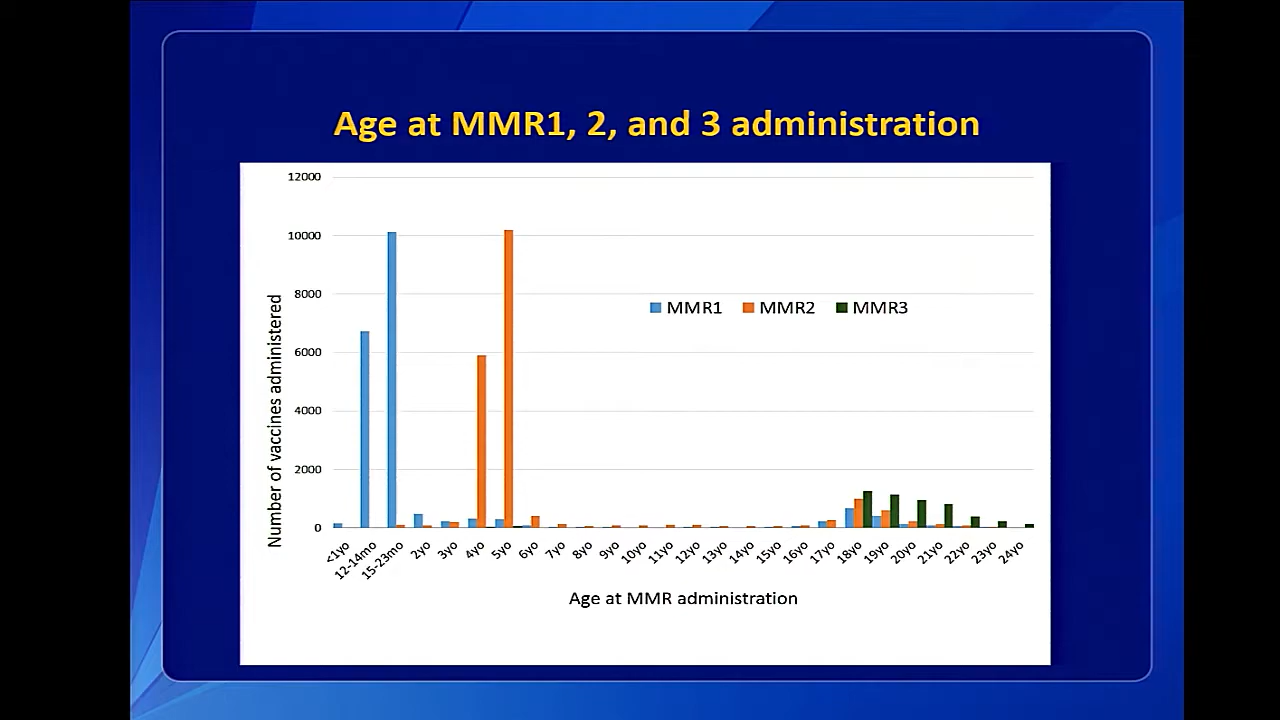 Age at MMR1, 2, and 3 administration
12000
10000
8000
6000
4000
2000
0
Number of vaccines administered
MMR1 MMR2 MMR3
<1yo 12-14mo 15-23mo 2yo 3yo 4yo 5yo 6yo 7yo 8yo 9yo 10yo 11yo 12yo 13yo 14yo 15yo 16yo 17yo 18yo 19yo 20yo 21yo 22yo 23yo 24yo
Age at MMR administration